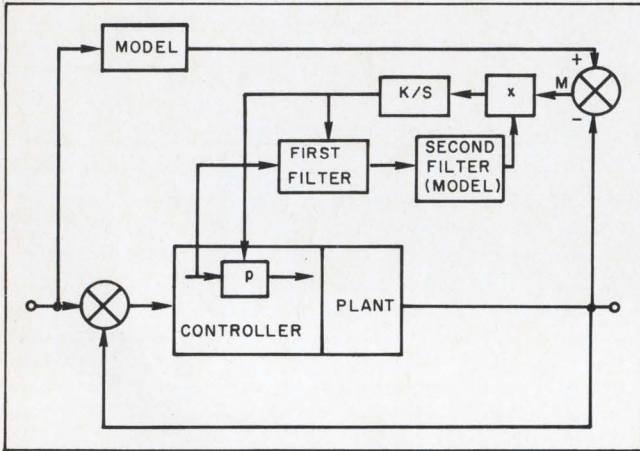 MODEL
+
M
K/S
X
-
FIRST
FILTER
SECOND
FILTER
(MODEL)
p
PLANT
CONTROLLER